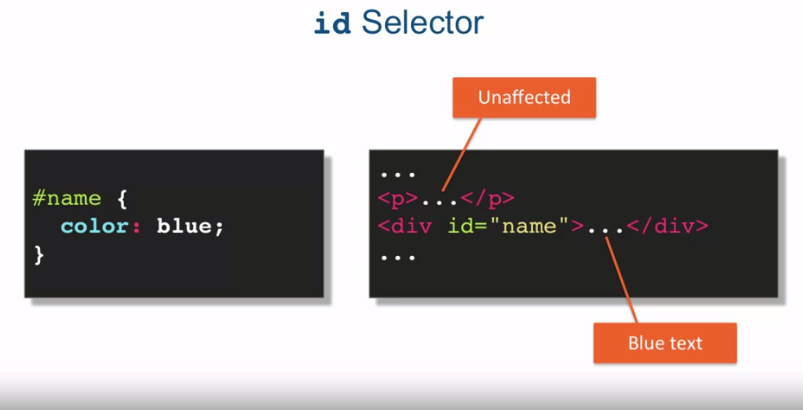 id Selector
Unaffected
#name {
color: blue;
}
...
<p>...</p>
<div id="name">...</div>
...
Blue text